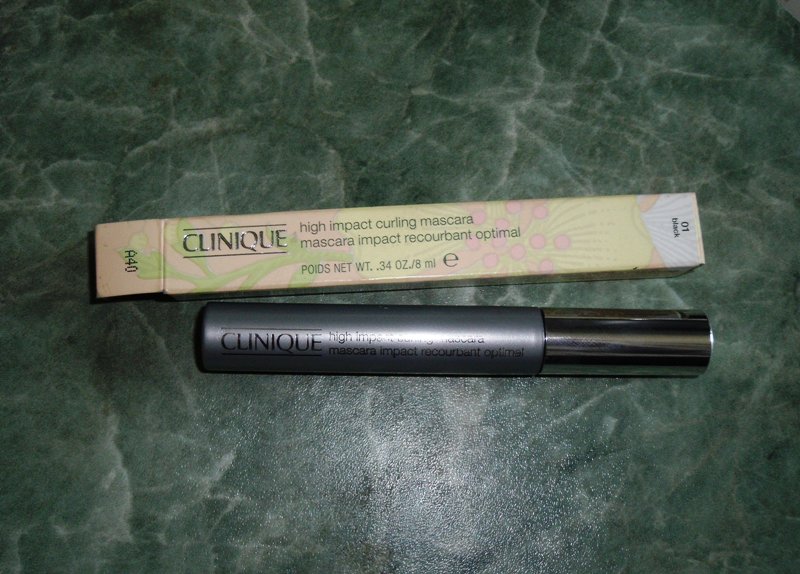 CLINIQUE
high impact curling mascara
mascara impact recourbant optimal
POIDS NET WT. .34 OZ./8 ml ℮
01
black
A40
CLINIQUE
high impact curling mascara
mascara impact recourbant optimal